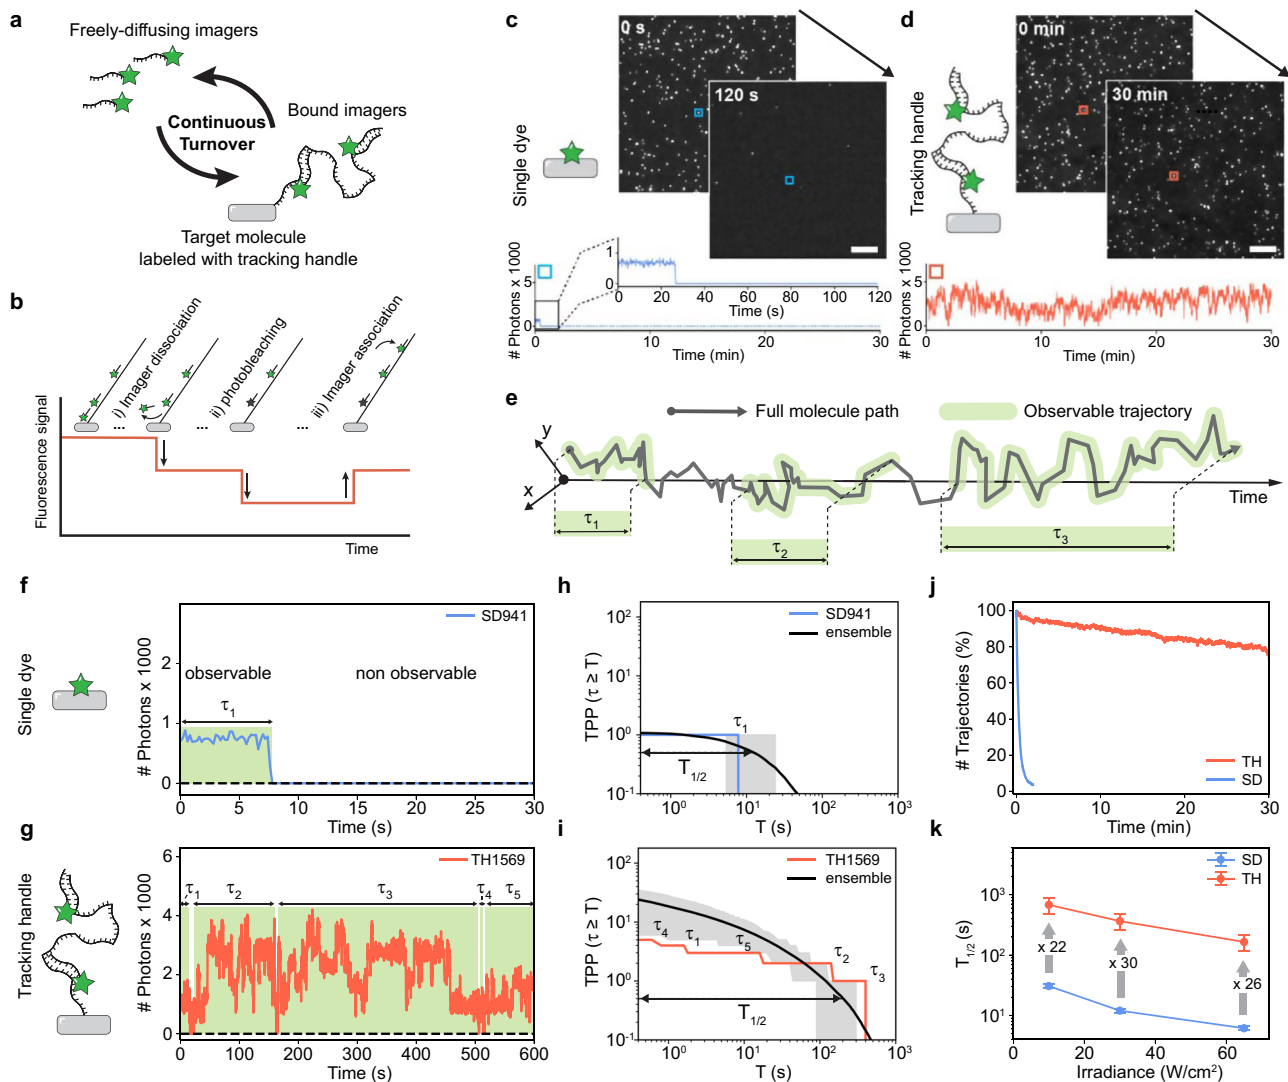 a
Freely-diffusing imagers
Continuous
Turnover
Bound imagers
Target molecule
labeled with tracking handle
b
i) Imager dissociation
ii) photobleaching
iii) Imager association
...
...
...
Fluorescence signal
Time
c
Single dye
0 s
120 s
# Photons x 1000
5
0
1
0
0 20 40 60 80 100 120
Time (s)
0 10 20 30
Time (min)
d
Tracking handle
0 min
30 min
# Photons x 1000
5
0
0 10 20 30
Time (min)
e
Full molecule path
Observable trajectory
y
x
Time
τ1
τ2
τ3
f
Single dye
# Photons x 1000
SD941
observable
non observable
τ1
2
1
0
0 5 10 15 20 25 30
Time (s)
g
Tracking handle
# Photons x 1000
TH1569
τ1 τ2 τ3 τ4 τ5
6
4
2
0
0 100 200 300 400 500 600
Time (s)
h
TPP (τ ≥ T)
SD941
ensemble
τ1
T1/2
10²
10¹
10⁰
10⁻¹
10⁰ 10¹ 10² 10³
T (s)
i
TPP (τ ≥ T)
TH1569
ensemble
τ4 τ1 τ5 τ2 τ3
T1/2
10²
10¹
10⁰
10⁻¹
10⁰ 10¹ 10² 10³
T (s)
j
# Trajectories (%)
100
80
60
40
20
0
TH
SD
0 10 20 30
Time (min)
k
T1/2 (s)
SD
TH
10³
10²
10¹
x 22
x 30
x 26
0 20 40 60
Irradiance (W/cm²)